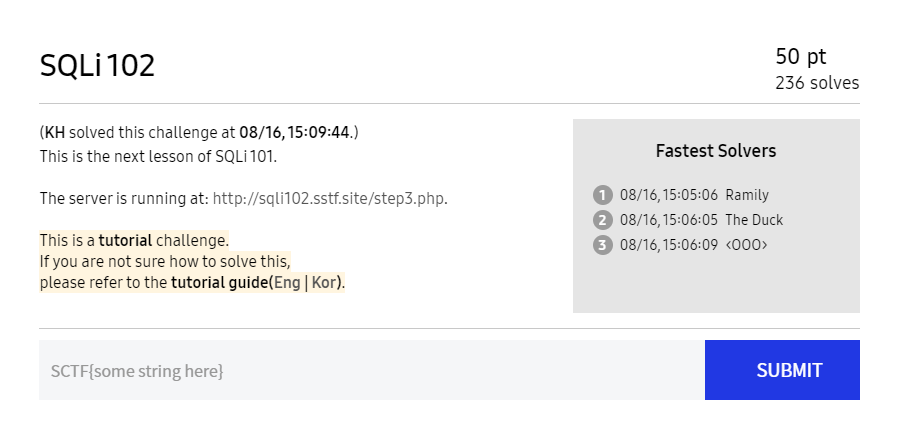 SQLi 102
50 pt
236 solves
(KH solved this challenge at 08/16, 15:09:44.)
This is the next lesson of SQLi 101.
The server is running at: http://sqli102.sstf.site/step3.php.
This is a tutorial challenge.
If you are not sure how to solve this,
please refer to the tutorial guide(Eng | Kor).
Fastest Solvers
1 08/16, 15:05:06 Ramily
2 08/16, 15:06:05 The Duck
3 08/16, 15:06:09 <OOO>
SCTF{some string here}
SUBMIT